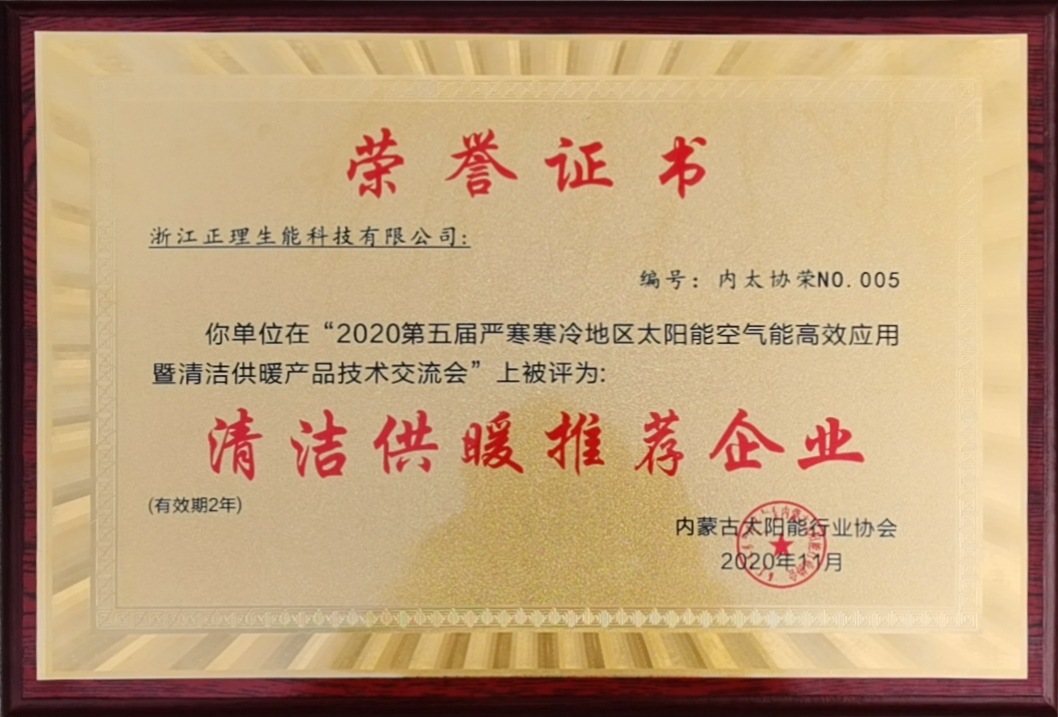 荣誉证书
浙江正理生能科技有限公司:
编号：内太协荣NO.005
你单位在“2020第五届严寒寒冷地区太阳能空气能高效应用
暨清洁供暖产品技术交流会”上被评为:
清洁供暖推荐企业
(有效期2年)
内蒙古太阳能行业协会
2020年11月